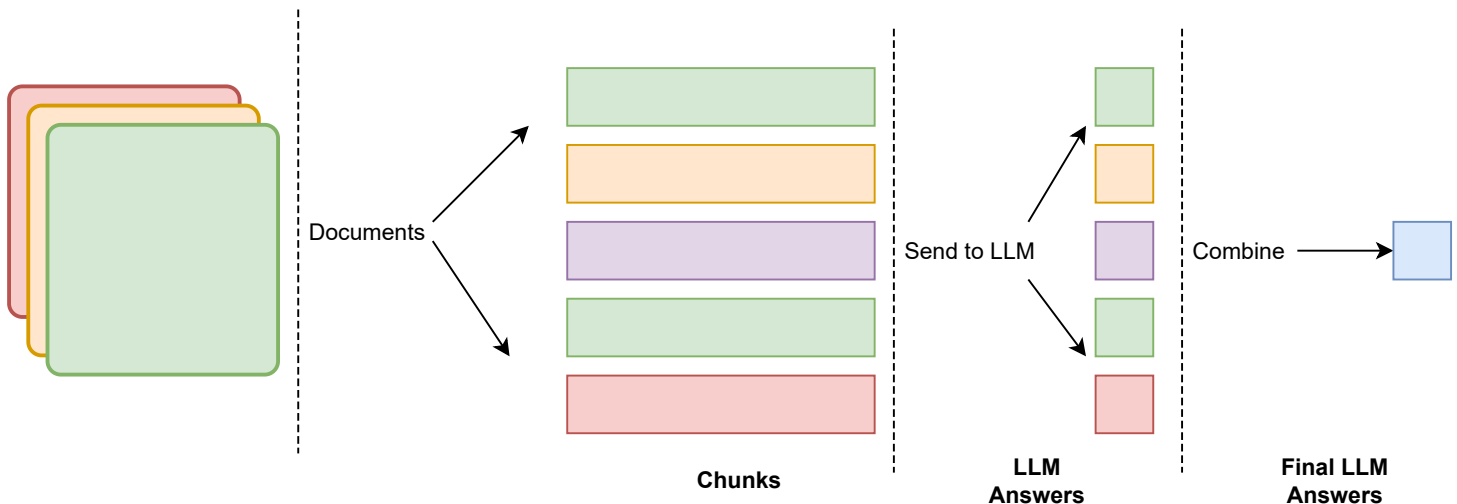 Documents
Send to LLM
Combine
Chunks
LLM
Answers
Final LLM
Answers